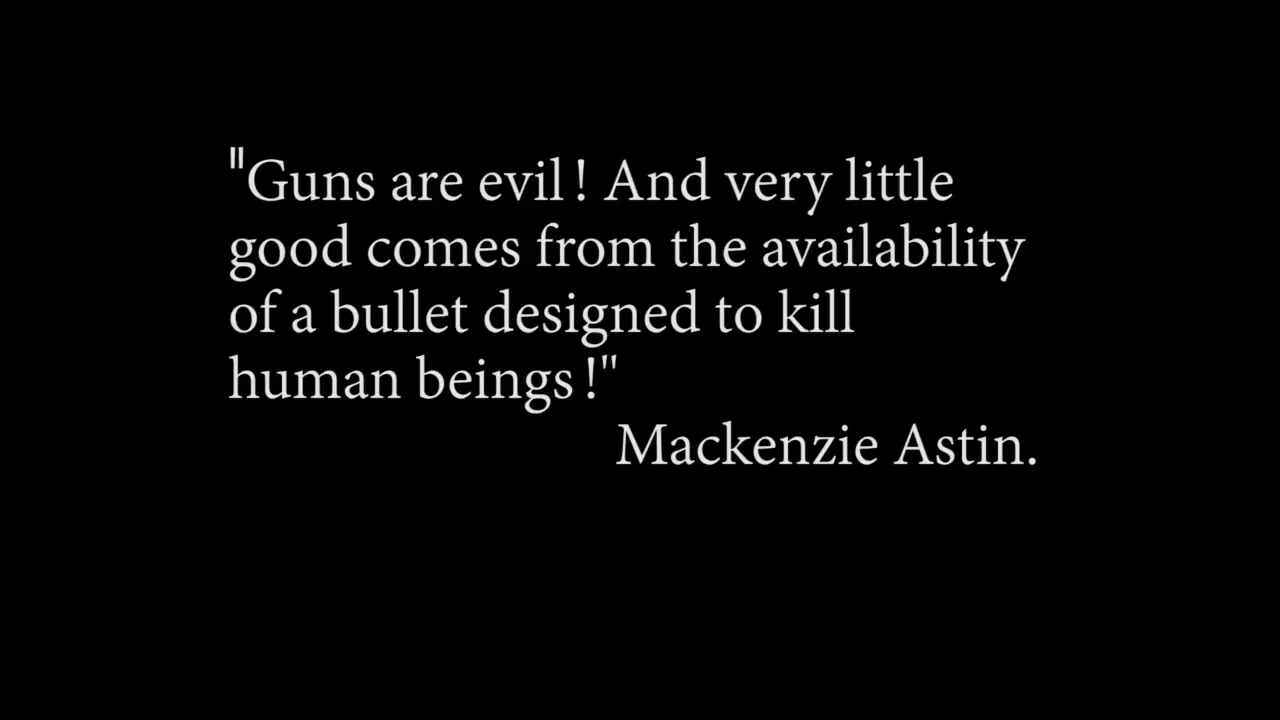 "Guns are evil! And very little
good comes from the availability
of a bullet designed to kill
human beings!"
Mackenzie Astin.